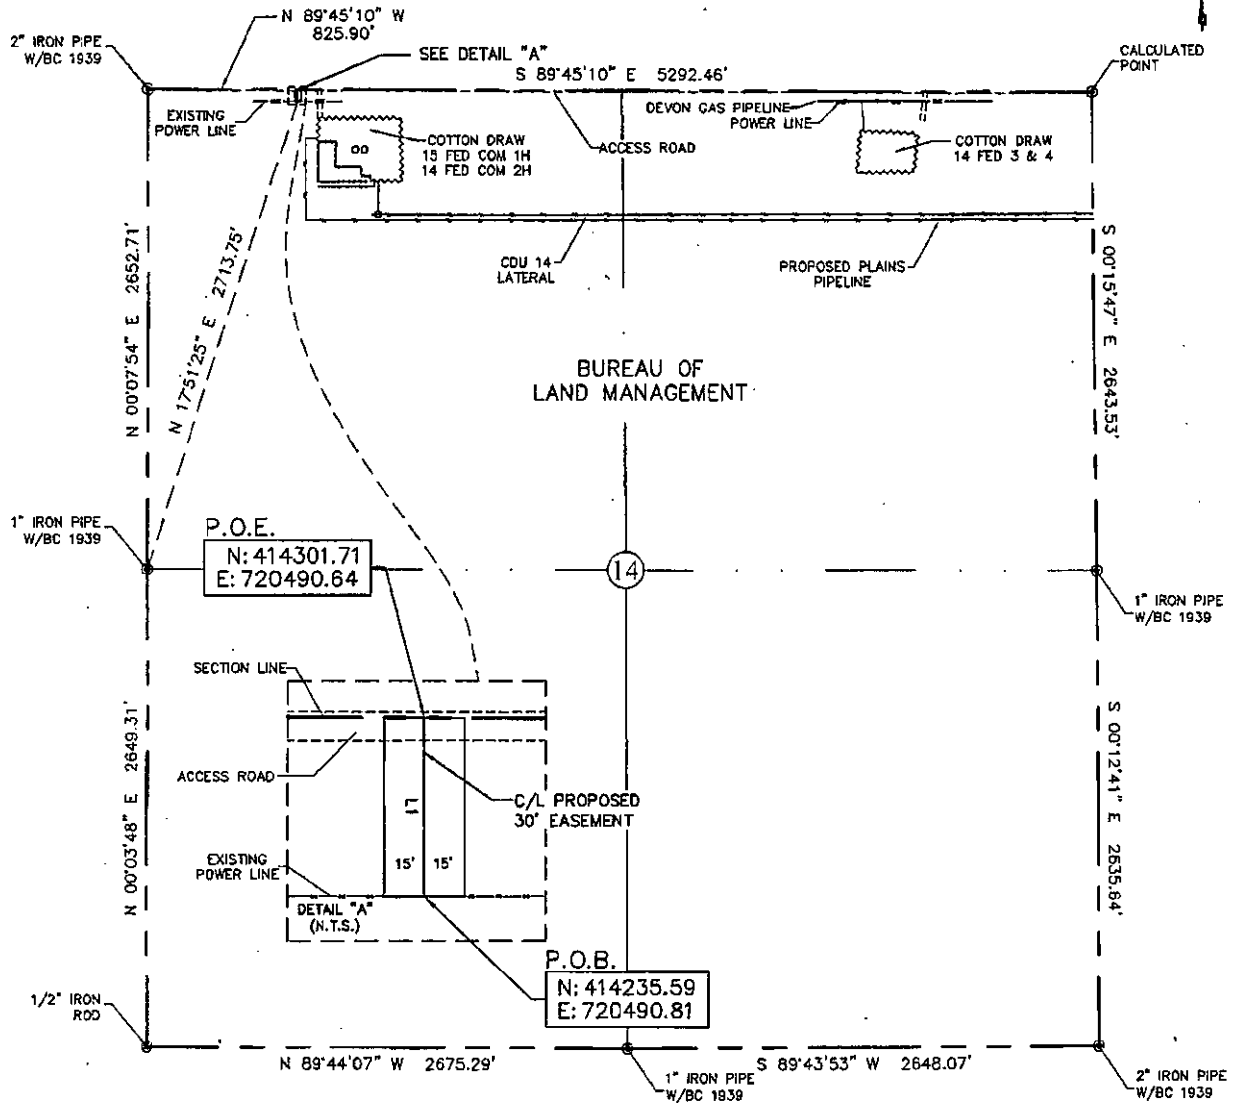 N 89°45'10" W
825.90'
2" IRON PIPE
W/BC 1939
SEE DETAIL "A"
S 89°45'10" E 5292.46'
CALCULATED
POINT
EXISTING
POWER LINE
DEVON GAS PIPELINE
POWER LINE
COTTON DRAW
15 FED COM 1H
14 FED COM 2H
ACCESS ROAD
COTTON DRAW
14 FED 3 & 4
CDU 14
LATERAL
PROPOSED PLAINS
PIPELINE
N 00°07'54" E 2652.71'
N 17°51'25" E 2713.75'
S 00°15'47" E 2643.53'
BUREAU OF
LAND MANAGEMENT
1" IRON PIPE
W/BC 1939
P.O.E.
N: 414301.71
E: 720490.64
14
1" IRON PIPE
W/BC 1939
SECTION LINE
ACCESS ROAD
L1
C/L PROPOSED
30' EASEMENT
15' 15'
EXISTING
POWER LINE
DETAIL "A"
(N.T.S.)
N 00°03'48" E 2649.31'
S 00°12'41" E 2635.64'
P.O.B.
N: 414235.59
E: 720490.81
1/2" IRON
ROD
N 89°44'07" W 2675.29'
S 89°43'53" W 2648.07'
1" IRON PIPE
W/BC 1939
2" IRON PIPE
W/BC 1939